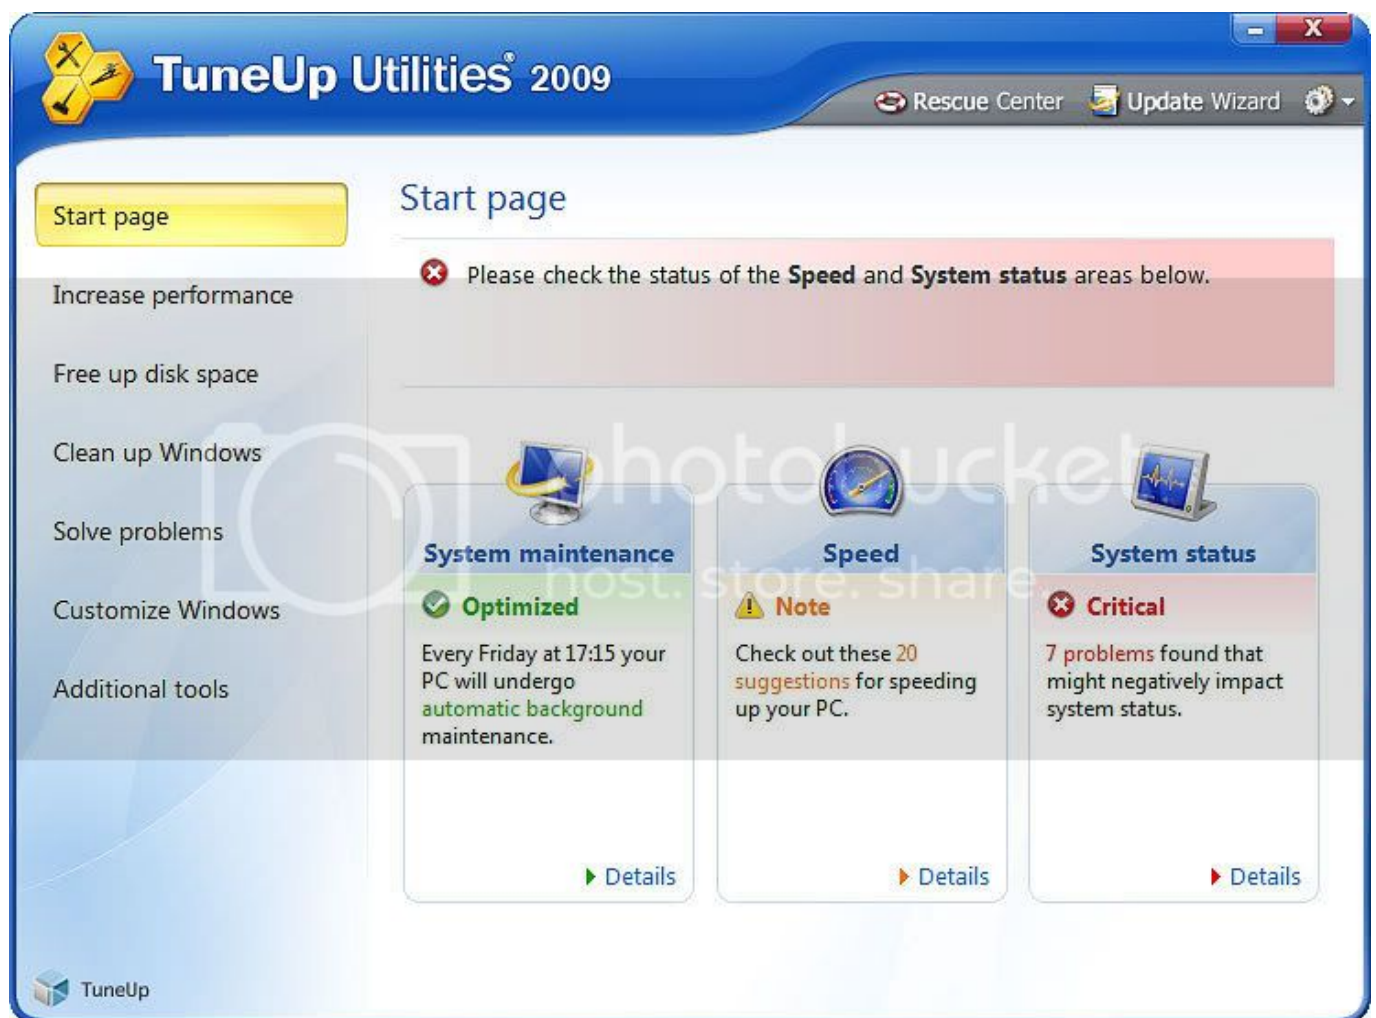 TuneUp Utilities® 2009
Rescue Center
Update Wizard
Start page
Increase performance
Free up disk space
Clean up Windows
Solve problems
Customize Windows
Additional tools
TuneUp
Start page
Please check the status of the Speed and System status areas below.
System maintenance
Optimized
Every Friday at 17:15 your
PC will undergo
automatic background
maintenance.
Details
Speed
Note
Check out these 20
suggestions for speeding
up your PC.
Details
System status
Critical
7 problems found that
might negatively impact
system status.
Details
photobucket
host. store. share.